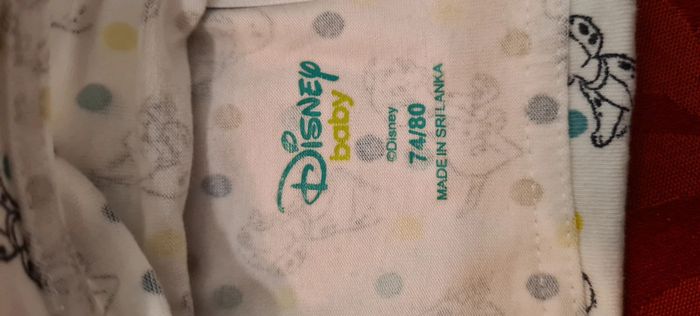 Disney
baby
©Disney
74/80
MADE IN SRI LANKA